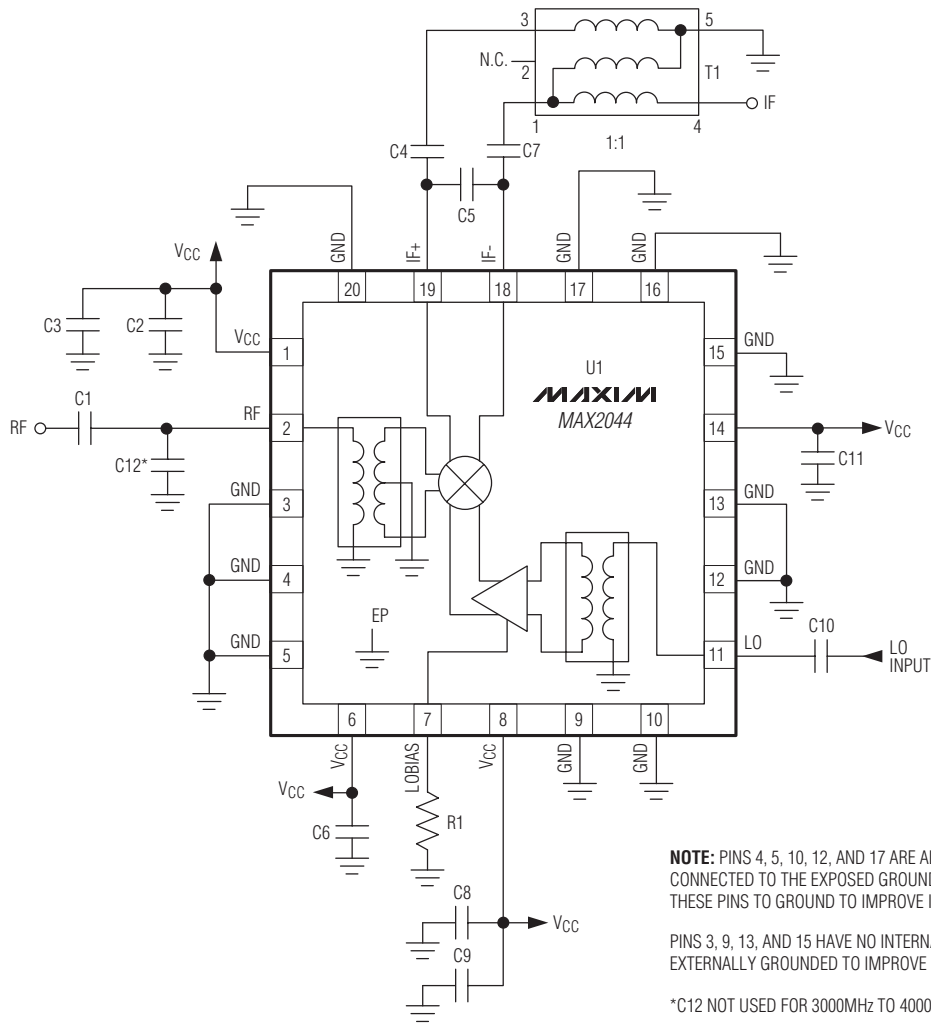 3
5
N.C.
2
T1
IF
1
4
1:1
C4
C7
C5
GND
IF+
IF-
GND
GND
VCC
20
19
18
17
16
C3
C2
VCC
1
15
GND
U1
MAXIM
MAX2044
C1
RF
RF
2
14
VCC
C12*
C11
GND
3
13
GND
GND
4
12
GND
EP
C10
GND
5
11
LO
LO
INPUT
6
7
8
9
10
VCC
LOBIAS
VCC
GND
GND
VCC
C6
R1
C8
VCC
C9
NOTE: PINS 4, 5, 10, 12, AND 17 ARE
CONNECTED TO THE EXPOSED
THESE PINS TO GROUND TO IMPROVE
PINS 3, 9, 13, AND 15 HAVE NO
EXTERNALLY GROUNDED TO IMPROVE
*C12 NOT USED FOR 3000MHz TO